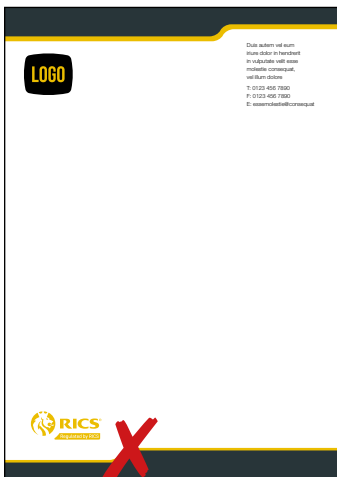 LOGO
Duis autem vel eum
iriure dolor in hendrerit
in vulputate velit esse
molestie consequat,
vel illum dolore
T: 0123 456 7890
F: 0123 456 7890
E: essemolestie@consequat
RICS
Regulated by RICS